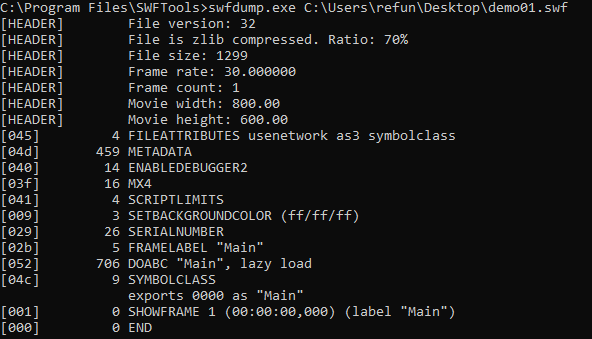 C:\Program Files\SWFTools>swfdump.exe C:\Users\refun\Desktop\demo01.swf
[HEADER]        File version: 32
[HEADER]        File is zlib compressed. Ratio: 70%
[HEADER]        File size: 1299
[HEADER]        Frame rate: 30.000000
[HEADER]        Frame count: 1
[HEADER]        Movie width: 800.00
[HEADER]        Movie height: 600.00
[045]         4 FILEATTRIBUTES usenetwork as3 symbolclass
[04d]       459 METADATA
[040]        14 ENABLEDEBUGGER2
[03f]        16 MX4
[041]         4 SCRIPTLIMITS
[009]         3 SETBACKGROUNDCOLOR (ff/ff/ff)
[029]        26 SERIALNUMBER
[02b]         5 FRAMELABEL "Main"
[052]       706 DOABC "Main", lazy load
[04c]         9 SYMBOLCLASS
                exports 0000 as "Main"
[001]         0 SHOWFRAME 1 (00:00:00,000) (label "Main")
[000]         0 END